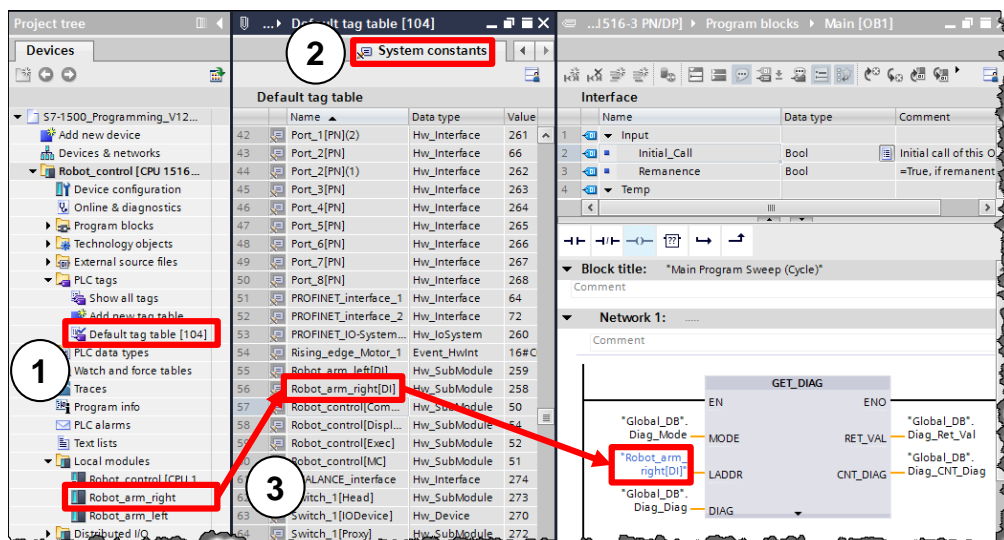 Project tree
Devices
S7-1500_Programming_V12...
Add new device
Devices & networks
Robot_control [CPU 1516...
Device configuration
Online & diagnostics
Program blocks
Technology objects
External source files
PLC tags
Show all tags
Add new tag table
Default tag table [104]
PLC data types
Watch and force tables
Traces
Program info
PLC alarms
Text lists
Local modules
Robot_control [CPU 1...
Robot_arm_right
Robot_arm_left
Distributed I/O
1
... Default tag table [104]
2
System constants
Default tag table
Name Data type Value
42 Port_1[PN](2) Hw_Interface 261
43 Port_2[PN] Hw_Interface 66
44 Port_2[PN](1) Hw_Interface 262
45 Port_3[PN] Hw_Interface 263
46 Port_4[PN] Hw_Interface 264
47 Port_5[PN] Hw_Interface 265
48 Port_6[PN] Hw_Interface 266
49 Port_7[PN] Hw_Interface 267
50 Port_8[PN] Hw_Interface 268
51 PROFINET_interface_1 Hw_Interface 64
52 PROFINET_interface_2 Hw_Interface 72
53 PROFINET_IO-System... Hw_IoSystem 260
54 Rising_edge_Motor_1 Event_HwInt 16#C
55 Robot_arm_left[DI] Hw_SubModule 259
56 Robot_arm_right[DI] Hw_SubModule 258
57 Robot_control[Com... Hw_SubModule 50
58 Robot_control[Displ... Hw_SubModule 54
59 Robot_control[Exec] Hw_SubModule 52
Robot_control[MC] Hw_SubModule 51
ALANCE_interface Hw_Interface 274
witch_1[Head] Hw_SubModule 273
63 Switch_1[IODevice] Hw_Device 270
64 Switch_1[Proxy] Hw_SubModule 272
3
...1516-3 PN/DP] Program blocks Main [OB1]
Interface
Name Data type Comment
1 Input
2 Initial_Call Bool Initial call of this O
3 Remanence Bool =True, if remanent
4 Temp
??
Block title: "Main Program Sweep (Cycle)"
Comment
Network 1: .....
Comment
GET_DIAG
EN ENO
"Global_DB".
Diag_Mode MODE
"Global_DB".
RET_VAL Diag_Ret_Val
"Robot_arm_
right[DI]" LADDR
"Global_DB".
CNT_DIAG Diag_CNT_Diag
"Global_DB".
Diag_Diag DIAG